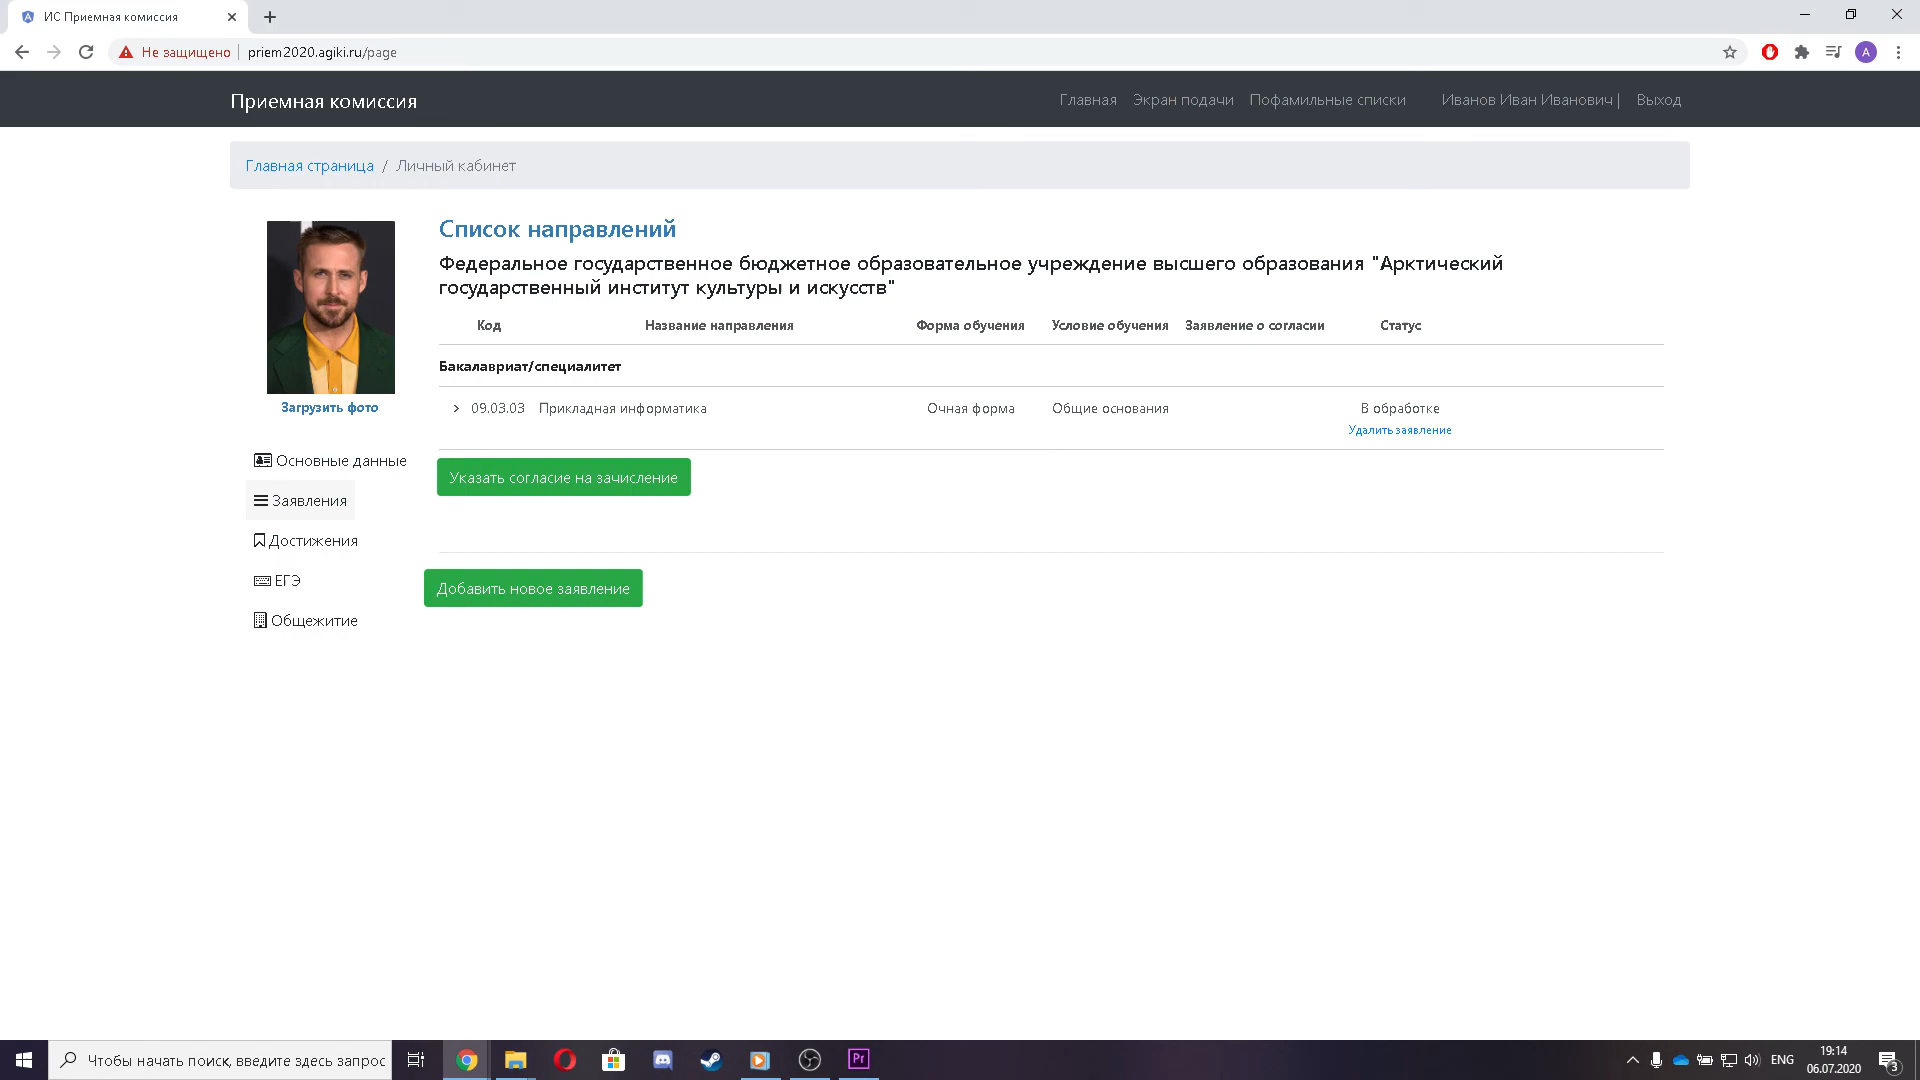 ИС Приемная комиссия
Не защищено
priem2020.agiki.ru/page
A
Приемная комиссия
Главная
Экран подачи
Пофамильные списки
Иванов Иван Иванович |
Выход
Главная страница / Личный кабинет
Список направлений
Федеральное государственное бюджетное образовательное учреждение высшего образования "Арктический
государственный институт культуры и искусств"
Код
Название направления
Форма обучения
Условие обучения
Заявление о согласии
Статус
Бакалавриат/специалитет
09.03.03
Прикладная информатика
Очная форма
Общие основания
В обработке
Удалить заявление
Указать согласие на зачисление
Добавить новое заявление
Загрузить фото
Основные данные
Заявления
Достижения
ЕГЭ
Общежитие
Чтобы начать поиск, введите здесь запрос
Pr
ENG
19:14
06.07.2020
3